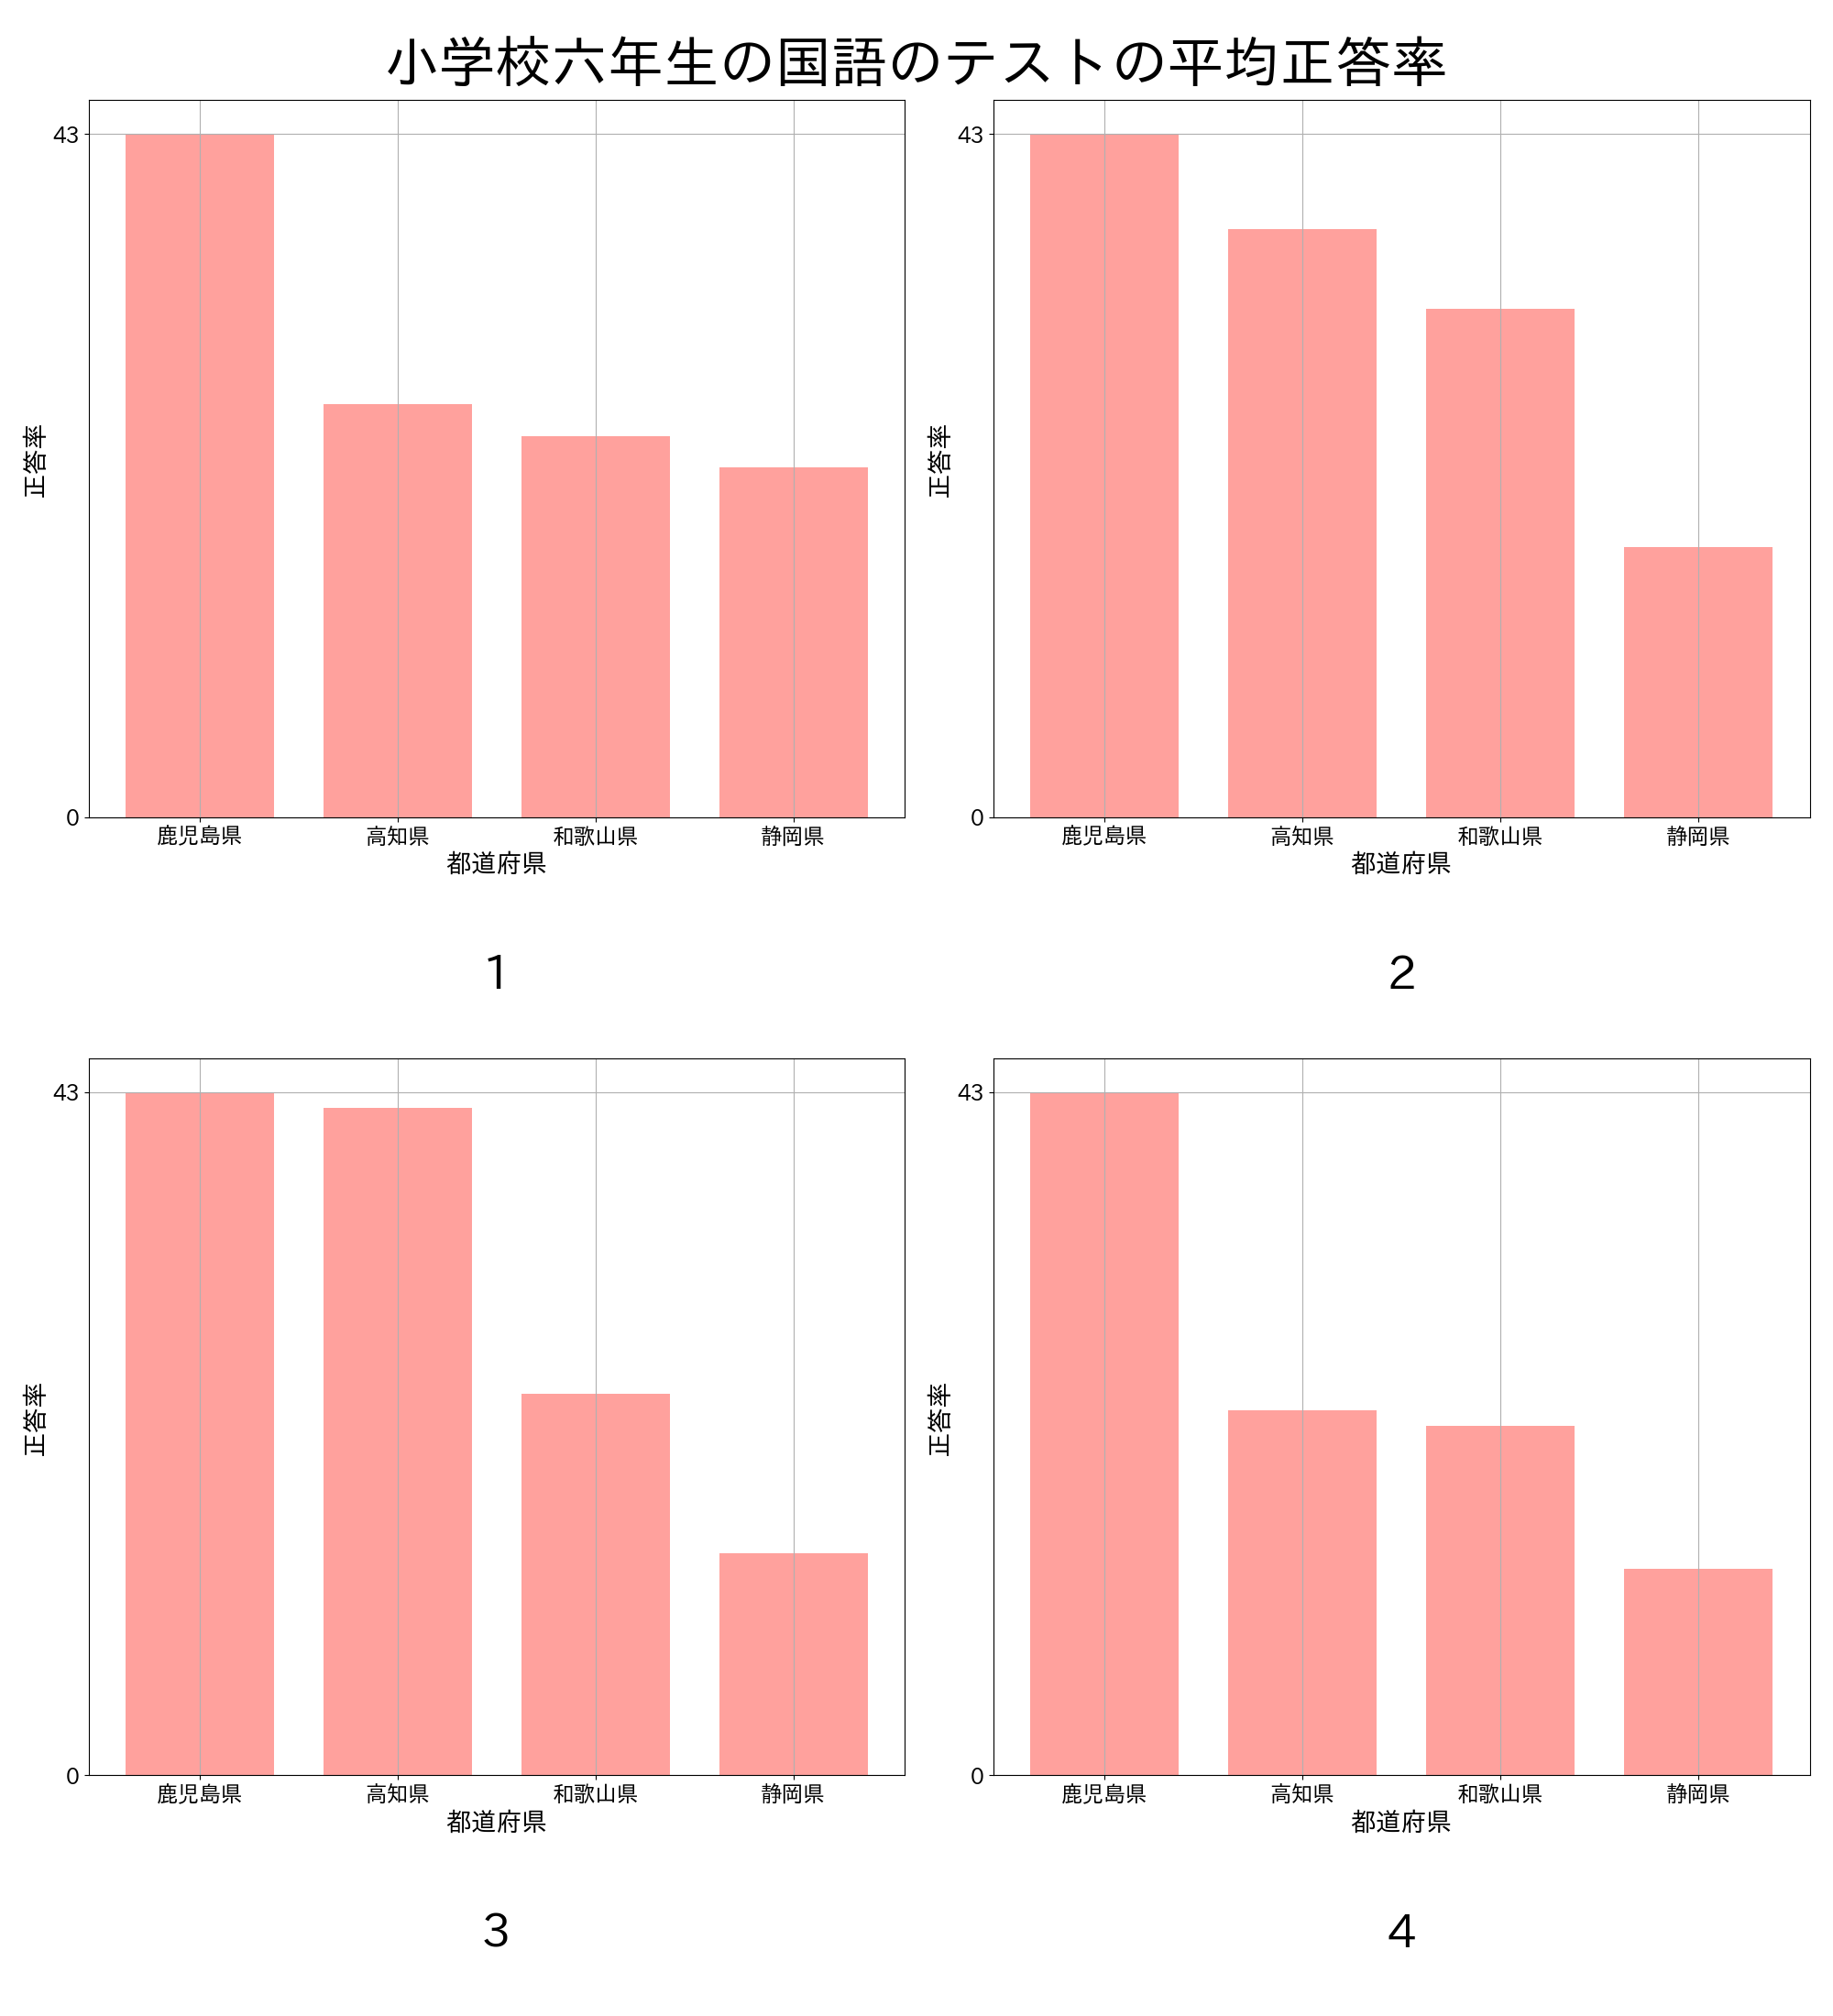 小学校六年生の国語のテストの平均正答率
43
正答率
0
鹿児島県 高知県 和歌山県 静岡県
都道府県
1
43
正答率
0
鹿児島県 高知県 和歌山県 静岡県
都道府県
2
43
正答率
0
鹿児島県 高知県 和歌山県 静岡県
都道府県
3
43
正答率
0
鹿児島県 高知県 和歌山県 静岡県
都道府県
4